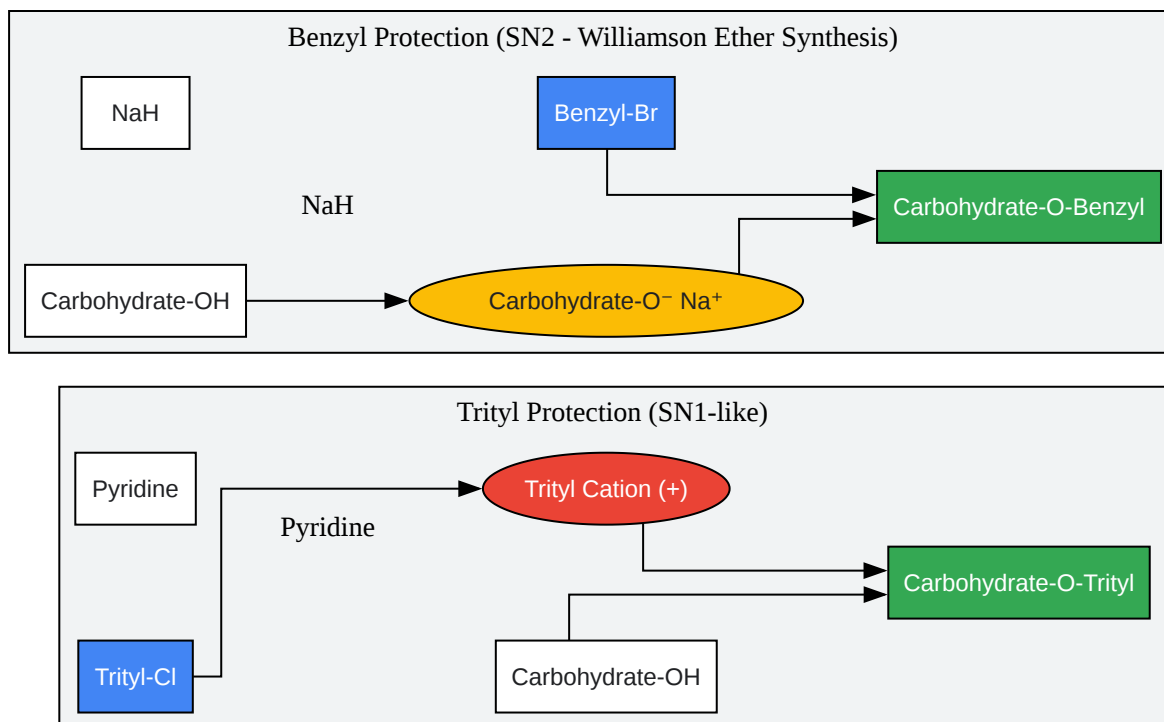 Benzyl Protection (SN2 - Williamson Ether Synthesis)
NaH
Benzyl-Br
NaH
Carbohydrate-O-Benzyl
Carbohydrate-OH
Carbohydrate-O⁻ Na⁺
Trityl Protection (SN1-like)
Pyridine
Trityl Cation (+)
Pyridine
Carbohydrate-O-Trityl
Trityl-Cl
Carbohydrate-OH